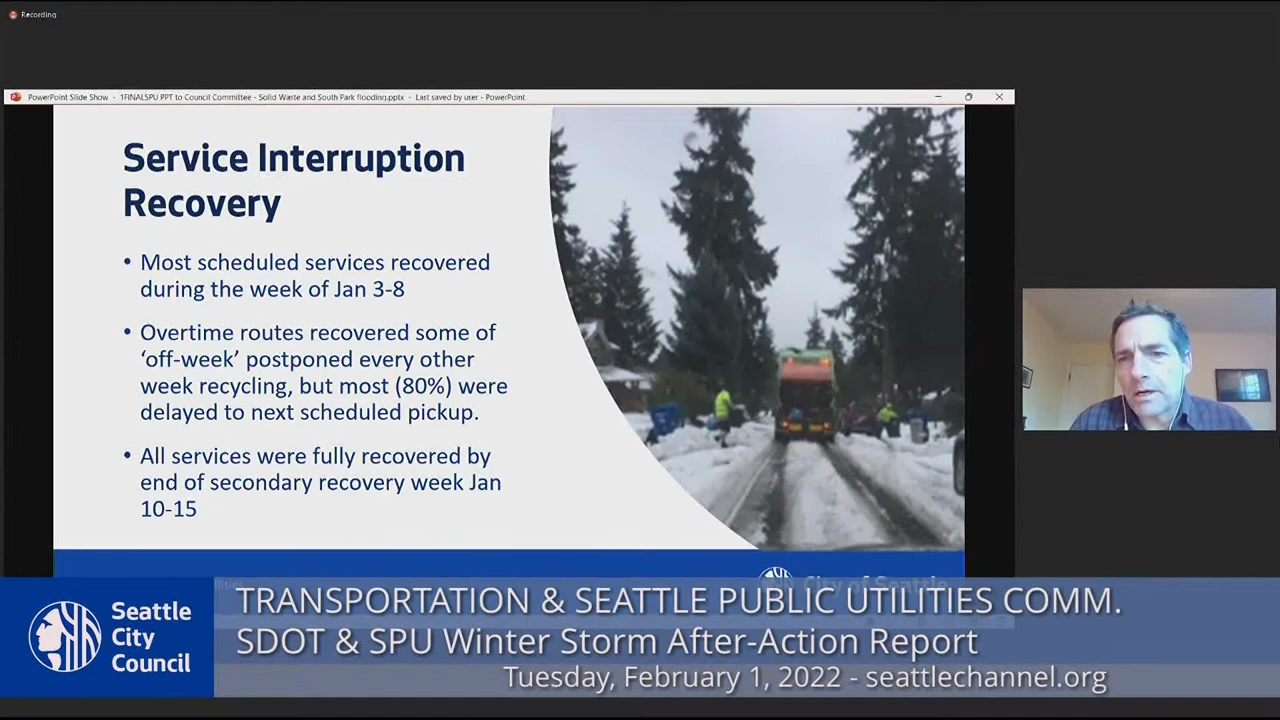 Recording
PowerPoint Slide Show - 1FINALSPU PPT to Council Committee - Solid Waste and South Park flooding.pptx - Last saved by user - PowerPoint
Service Interruption
Recovery
• Most scheduled services recovered
during the week of Jan 3-8
• Overtime routes recovered some of
‘off-week’ postponed every other
week recycling, but most (80%) were
delayed to next scheduled pickup.
• All services were fully recovered by
end of secondary recovery week Jan
10-15
City of Seattle
Seattle
City
Council
TRANSPORTATION & SEATTLE PUBLIC UTILITIES COMM.
SDOT & SPU Winter Storm After-Action Report
Tuesday, February 1, 2022 - seattlechannel.org